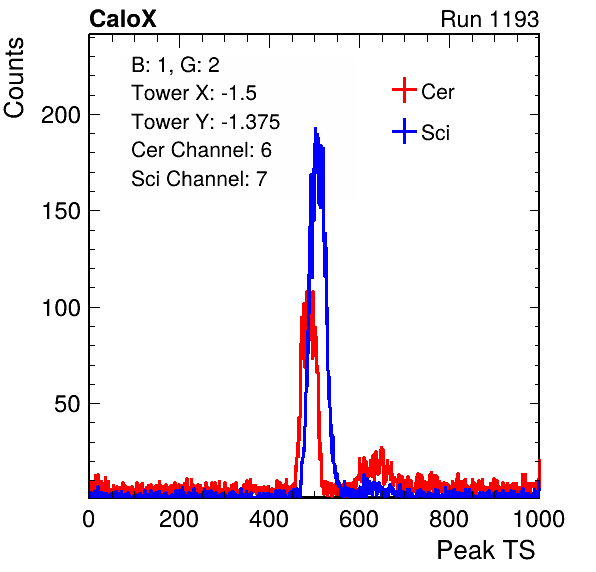 CaloX Run 1193
Counts
B: 1, G: 2
Tower X: -1.5
Tower Y: -1.375
Cer Channel: 6
Sci Channel: 7
Cer
Sci
200
150
100
50
0 200 400 600 800 1000
Peak TS